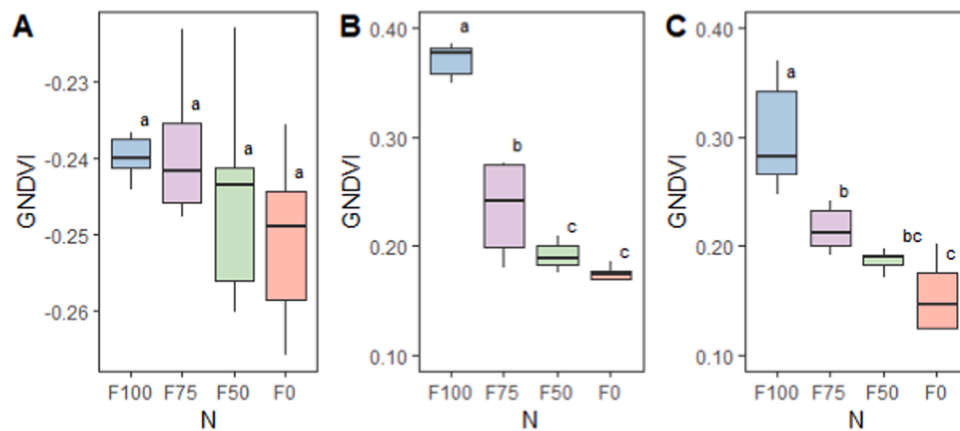 A
GNDVI
-0.23
-0.24
-0.25
-0.26
a
a
a
a
F100 F75 F50 F0
N
B
GNDVI
0.40
0.30
0.20
0.10
a
b
c
c
F100 F75 F50 F0
N
C
GNDVI
0.40
0.30
0.20
0.10
a
b
bc
c
F100 F75 F50 F0
N